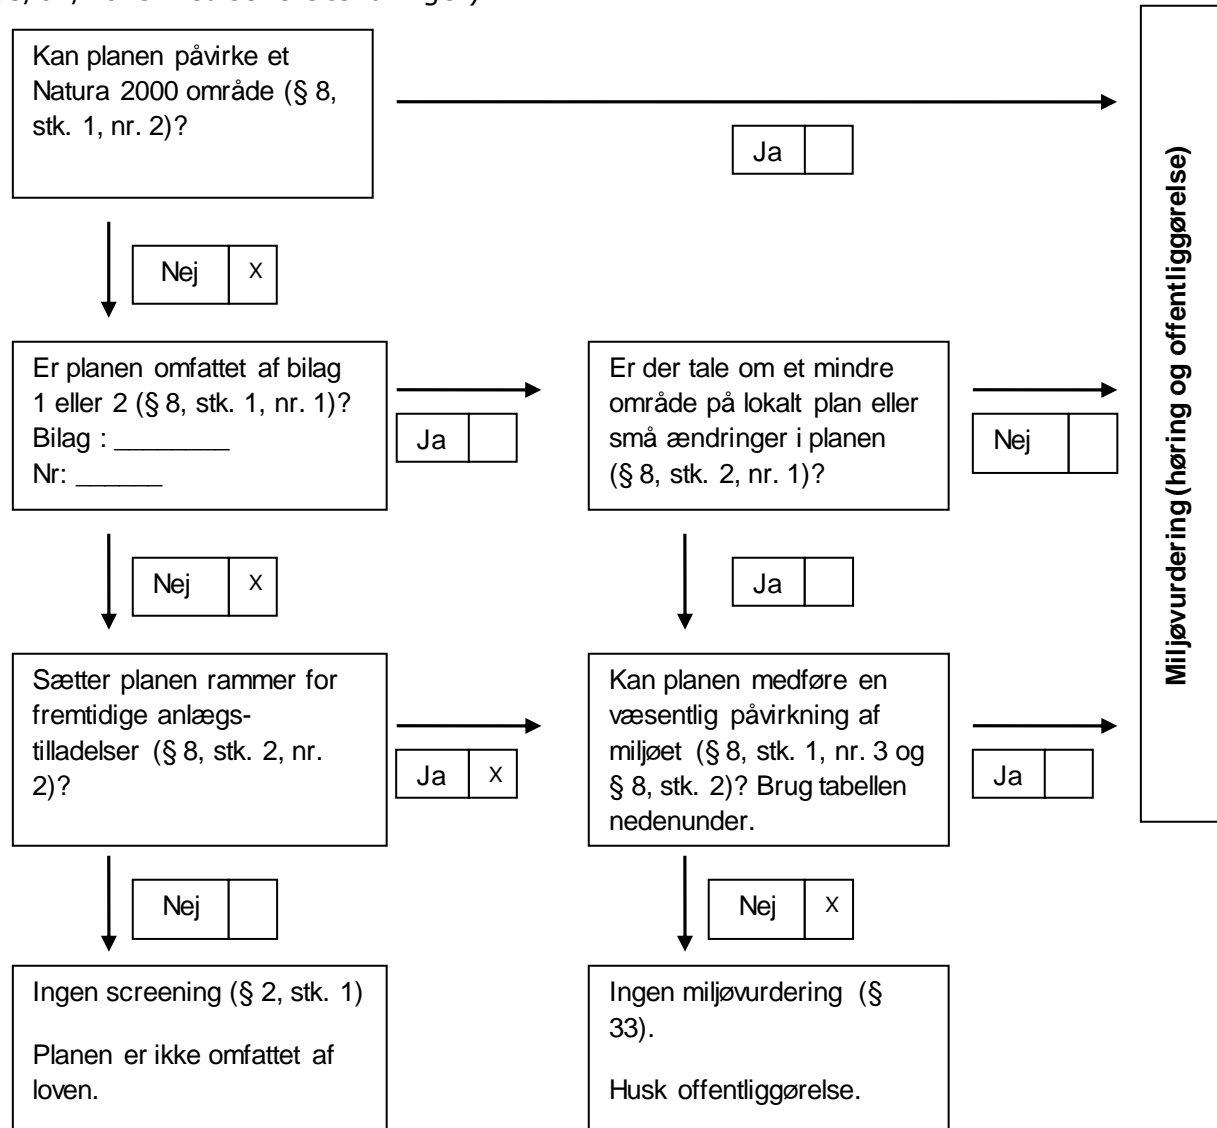 Kan planen påvirke et
Natura 2000 område (§ 8,
stk. 1, nr. 2)?
Ja
Nej X
Er planen omfattet af bilag
1 eller 2 (§ 8, stk. 1, nr. 1)?
Bilag : ________
Nr: ______
Ja
Er der tale om et mindre
område på lokalt plan eller
små ændringer i planen
(§ 8, stk. 2, nr. 1)?
Nej
Nej X
Ja
Sætter planen rammer for
fremtidige anlægs-
tilladelser (§ 8, stk. 2, nr.
2)?
Ja X
Kan planen medføre en
væsentlig påvirkning af
miljøet (§ 8, stk. 1, nr. 3 og
§ 8, stk. 2)? Brug tabellen
nedenunder.
Ja
Nej
Nej X
Ingen screening (§ 2, stk. 1)
Planen er ikke omfattet af
loven.
Ingen miljøvurdering (§
33).
Husk offentliggørelse.
Miljøvurdering (høring og offentliggørelse)